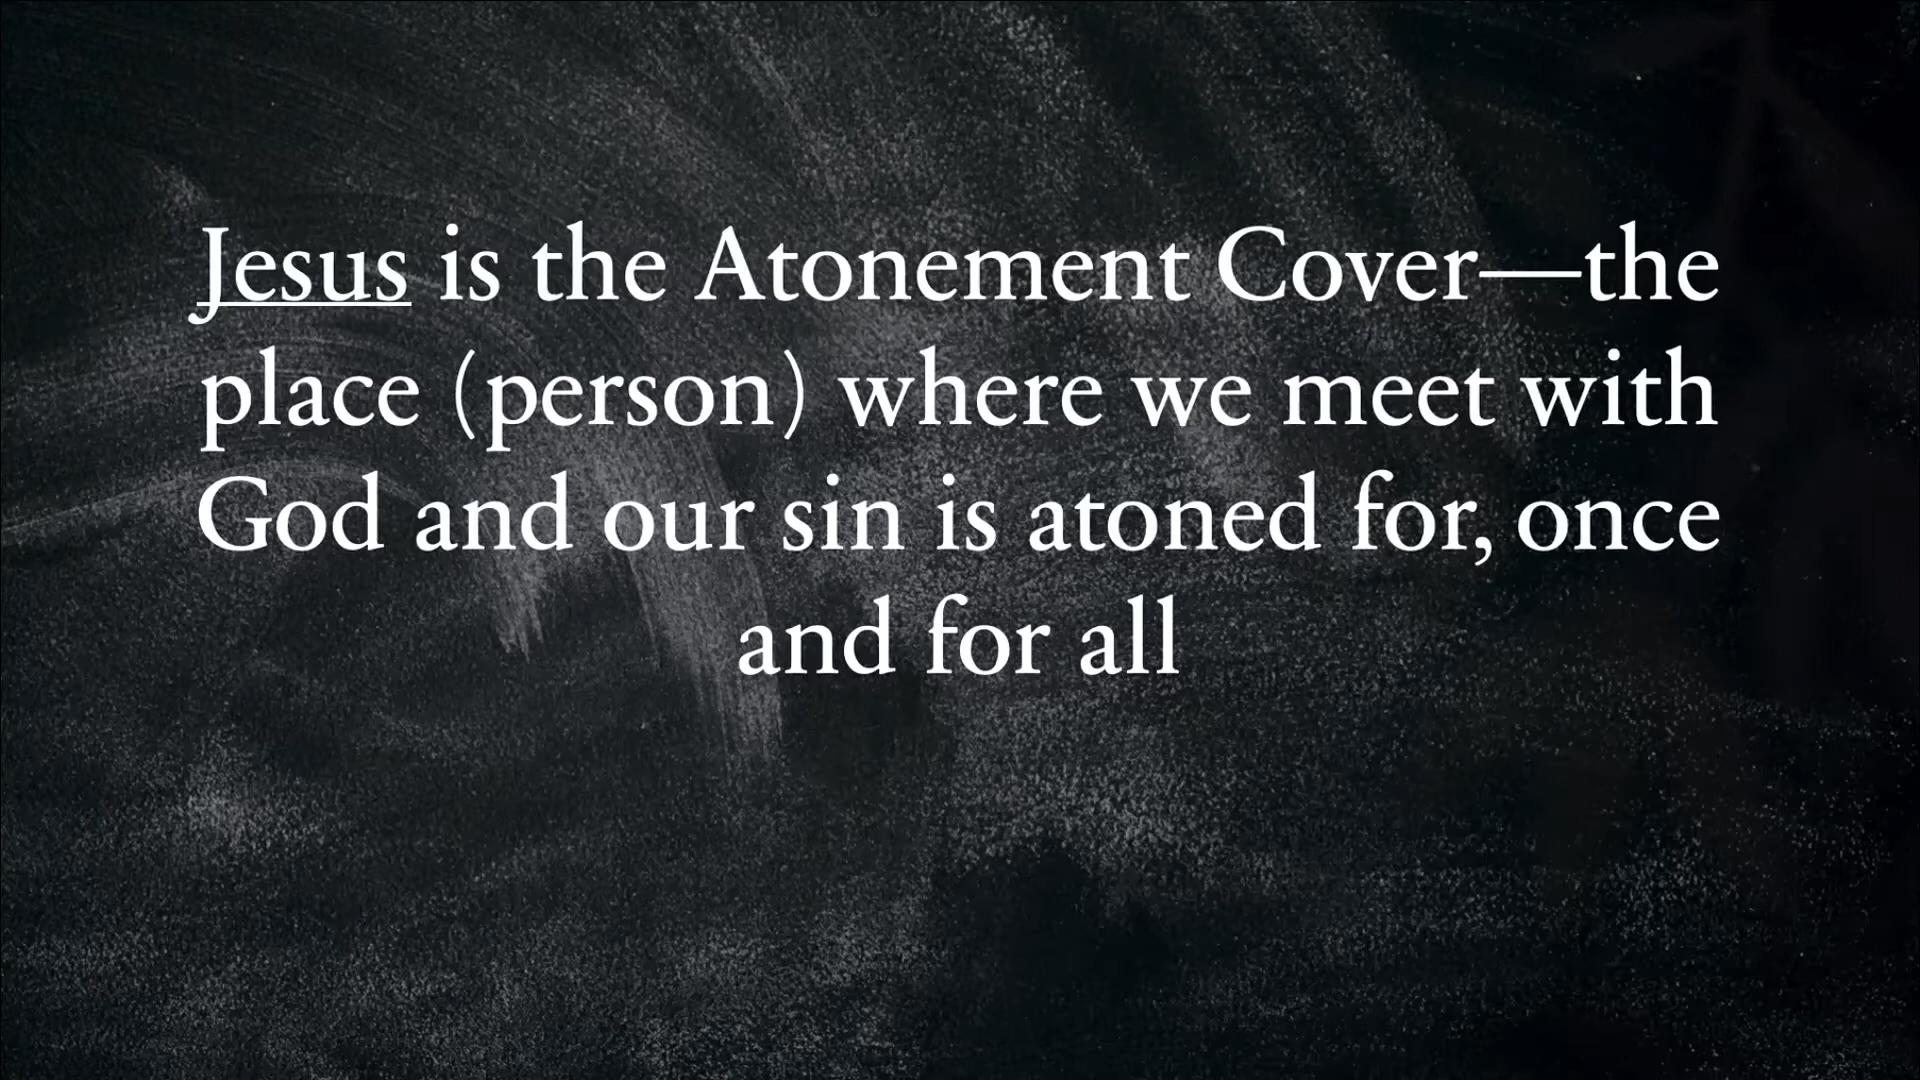 Jesus is the Atonement Cover—the
place (person) where we meet with
God and our sin is atoned for, once
and for all